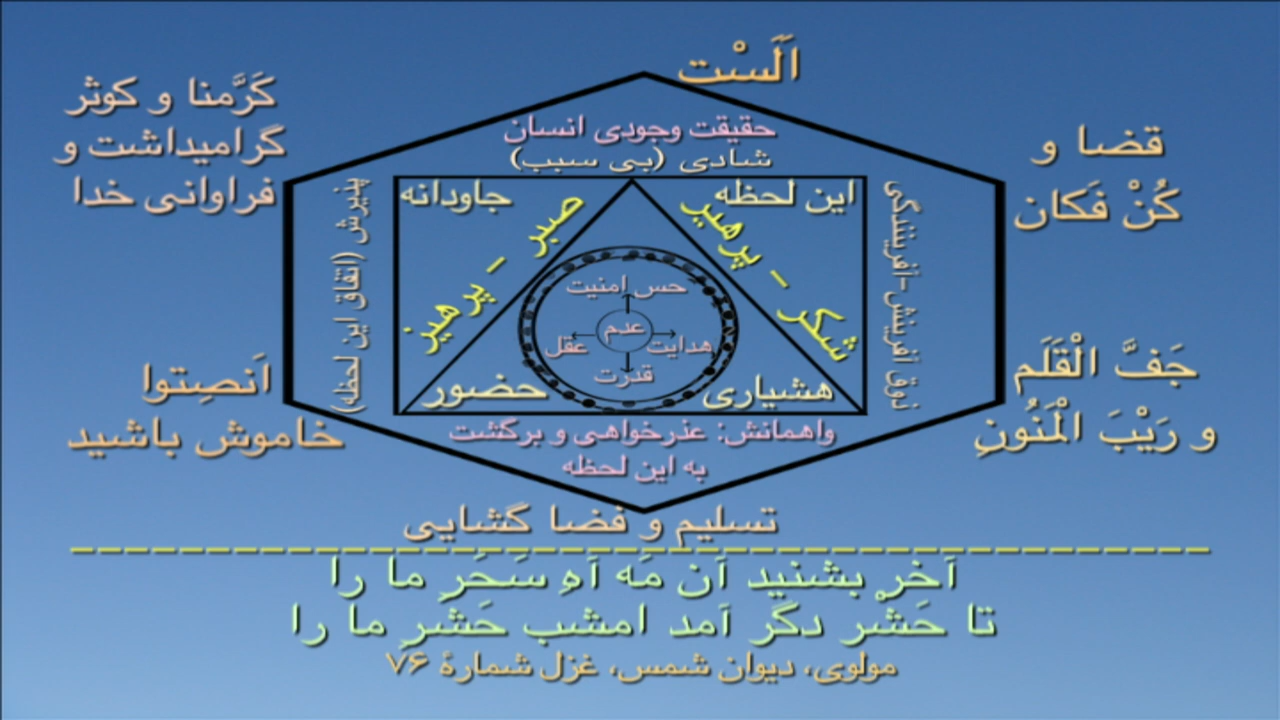 اَلَسْت
قضا و
کُنْ فَکان
کَرَّمنا و کوثر
گرامیداشت و
فراوانی خدا
حقیقت وجودی انسان
شادی (بی سبب)
این لحظه
جاودانه
شکر - پرهیز
صبر - پرهیز
ذوق آفرینش-آفرینندگی
پذیرش (اتفاق این لحظه)
حس امنیت
عدم
هدایت
عقل
قدرت
هشیاری
حضور
جَفَّ الْقَلَم
و رَیْبَ الْمَنُونِ
اَنصِتوا
خاموش باشید
واهمانش: عذرخواهی و برگشت
به این لحظه
تسلیم و فضا گشایی
آخر بشنید آن مَه آهِ سَحَرِ ما را
تا حَشْرِ دگر آمد امشب حَشْرِ ما را
مولوی، دیوان شمس، غزل شمارهٔ ۷۶